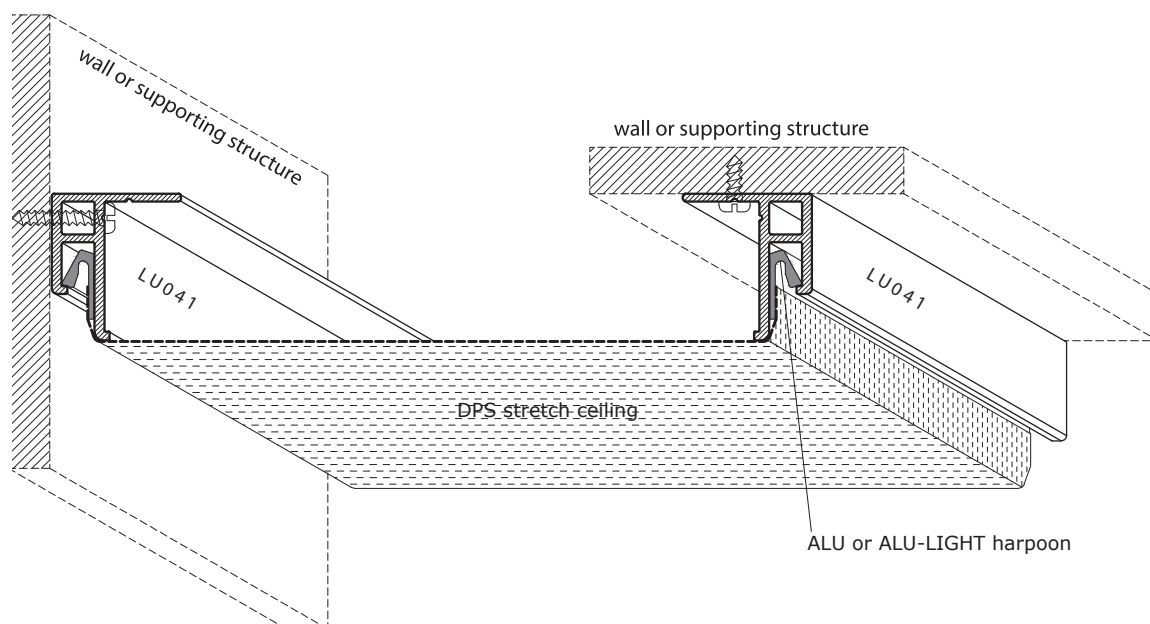 wall or supporting structure
wall or supporting structure
LU041
LU041
DPS stretch ceiling
ALU or ALU-LIGHT harpoon